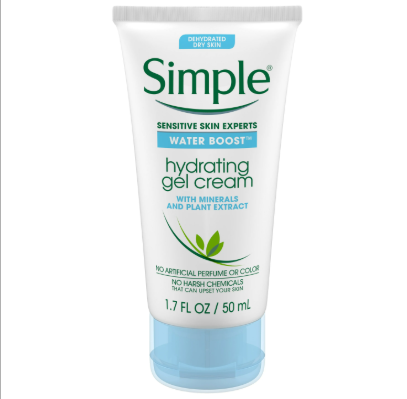 DEHYDRATED
DRY SKIN
Simple®
SENSITIVE SKIN EXPERTS
WATER BOOST™
hydrating
gel cream
WITH MINERALS
AND PLANT EXTRACT
NO ARTIFICIAL PERFUME OR COLOR
NO HARSH CHEMICALS
THAT CAN UPSET YOUR SKIN
1.7 FL OZ / 50 mL